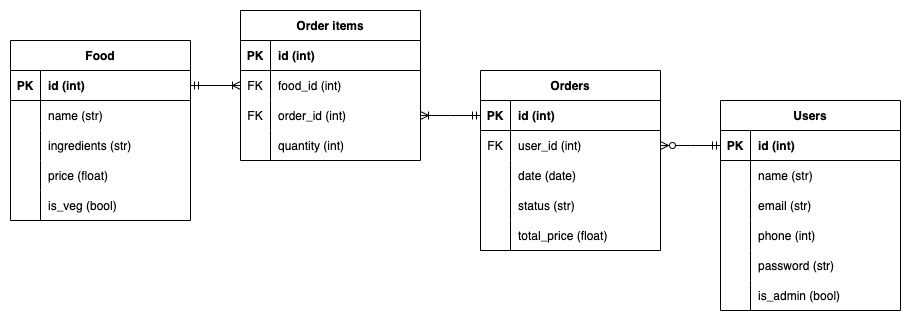 Food
PK id (int)
name (str)
ingredients (str)
price (float)
is_veg (bool)
Order items
PK id (int)
FK food_id (int)
FK order_id (int)
quantity (int)
Orders
PK id (int)
FK user_id (int)
date (date)
status (str)
total_price (float)
Users
PK id (int)
name (str)
email (str)
phone (int)
password (str)
is_admin (bool)